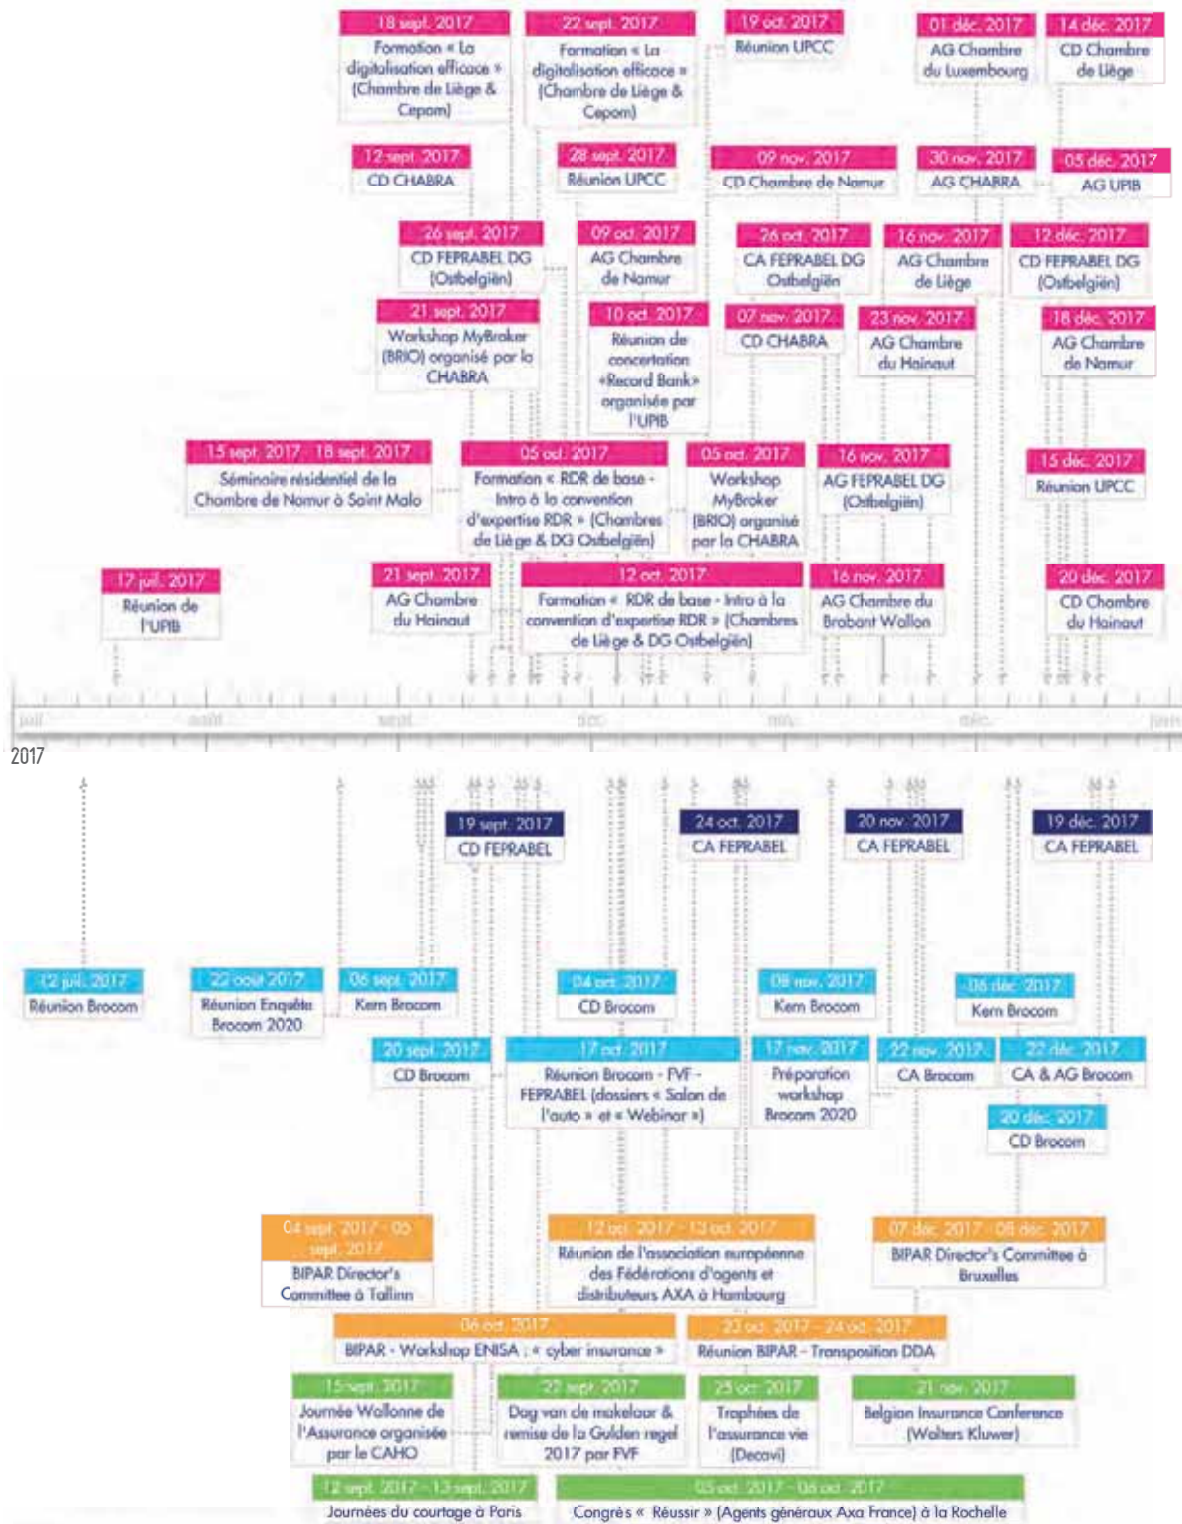 18 sept. 2017
Formation « La
digitalisation efficace »
(Chambre de Liège &
Cepom)
22 sept. 2017
Formation « La
digitalisation efficace »
(Chambre de Liège &
Cepom)
19 oct. 2017
Réunion UPCC
01 déc. 2017
AG Chambre
du Luxembourg
14 déc. 2017
CD Chambre
de Liège
12 sept. 2017
CD CHABRA
28 sept. 2017
Réunion UPCC
09 nov. 2017
CD Chambre de Namur
30 nov. 2017
AG CHABRA
05 déc. 2017
AG UPIB
26 sept. 2017
CD FEPRABEL DG
(Ostbelgiën)
09 oct. 2017
AG Chambre
de Namur
26 oct. 2017
CA FEPRABEL DG
Ostbelgiën
16 nov. 2017
AG Chambre
de Liège
12 déc. 2017
CD FEPRABEL DG
(Ostbelgiën)
21 sept. 2017
Workshop MyBroker
(BRIO) organisé par la
CHABRA
10 oct. 2017
Réunion de
concertation
«Record Bank»
organisée par
l'UPIB
07 nov. 2017
CD CHABRA
23 nov. 2017
AG Chambre
du Hainaut
18 déc. 2017
AG Chambre
de Namur
15 sept. 2017 - 18 sept. 2017
Séminaire résidentiel de la
Chambre de Namur à Saint Malo
05 oct. 2017
Formation « RDR de base -
Intro à la convention
d'expertise RDR » (Chambres
de Liège & DG Ostbelgiën)
05 oct. 2017
Workshop
MyBroker
(BRIO) organisé
par la CHABRA
16 nov. 2017
AG FEPRABEL DG
(Ostbelgiën)
15 déc. 2017
Réunion UPCC
17 juil. 2017
Réunion de
l'UPIB
21 sept. 2017
AG Chambre
du Hainaut
12 oct. 2017
Formation « RDR de base - Intro à la
convention d'expertise RDR » (Chambres
de Liège & DG Ostbelgiën)
16 nov. 2017
AG Chambre du
Brabant Wallon
20 déc. 2017
CD Chambre
du Hainaut
juil. août sept. nov. déc.
2017
19 sept. 2017
CD FEPRABEL
24 oct. 2017
CA FEPRABEL
20 nov. 2017
CA FEPRABEL
19 déc. 2017
CA FEPRABEL
12 juil. 2017
Réunion Brocom
22 août 2017
Réunion Enquête
Brocom 2020
06 sept. 2017
Kern Brocom
04 oct. 2017
CD Brocom
08 nov. 2017
Kern Brocom
06 déc. 2017
Kern Brocom
20 sept. 2017
CD Brocom
17 oct. 2017
Réunion Brocom - FVF -
FEPRABEL (dossiers « Salon de
l'auto » et « Webinar »)
17 nov. 2017
Préparation
workshop
Brocom 2020
22 nov. 2017
CA Brocom
22 déc. 2017
CA & AG Brocom
20 déc. 2017
CD Brocom
04 sept. 2017 - 05
sept. 2017
BIPAR Director's
Committee à Tallinn
12 oct. 2017 - 13 oct. 2017
Réunion de l'association européenne
des Fédérations d'agents et
distributeurs AXA à Hambourg
07 déc. 2017 - 08 déc. 2017
BIPAR Director's Committee à
Bruxelles
06 oct. 2017
BIPAR - Workshop ENISA : « cyber insurance »
23 oct. 2017 - 24 oct. 2017
Réunion BIPAR - Transposition DDA
15 sept. 2017
Journée Wallonne de
l'Assurance organisée
par le CAHO
22 sept. 2017
Dag van de makelaar &
remise de la Gulden regel
2017 par FVF
25 oct. 2017
Trophées de
l'assurance vie
(Decavi)
21 nov. 2017
Belgian Insurance Conference
(Wolters Kluwer)
12 sept. 2017 - 13 sept. 2017
Journées du courtage à Paris
05 oct. 2017 - 06 oct. 2017
Congrès « Réussir » (Agents généraux Axa France) à la Rochelle